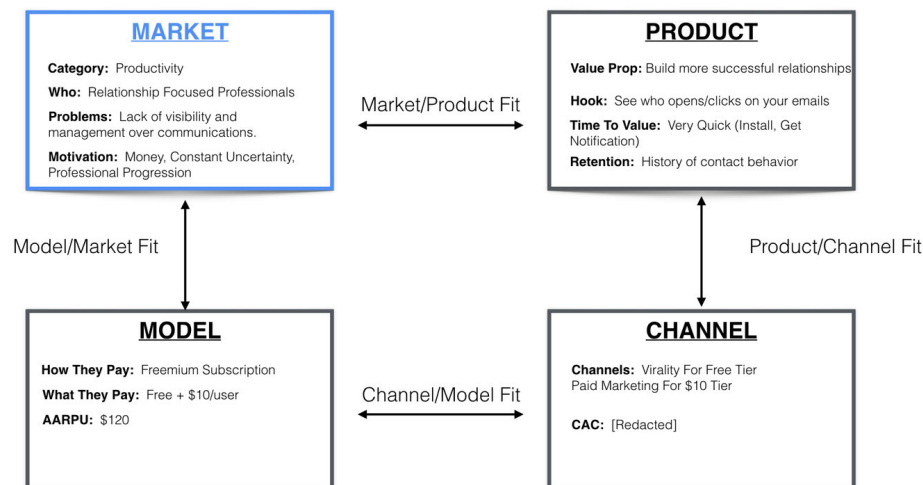 MARKET
Category: Productivity
Who: Relationship Focused Professionals
Problems: Lack of visibility and
management over communications.
Motivation: Money, Constant Uncertainty,
Professional Progression
Market/Product Fit
PRODUCT
Value Prop: Build more successful relationships
Hook: See who opens/clicks on your emails
Time To Value: Very Quick (Install, Get
Notification)
Retention: History of contact behavior
Model/Market Fit
Product/Channel Fit
MODEL
How They Pay: Freemium Subscription
What They Pay: Free + $10/user
AARPU: $120
Channel/Model Fit
CHANNEL
Channels: Virality For Free Tier
Paid Marketing For $10 Tier
CAC: [Redacted]